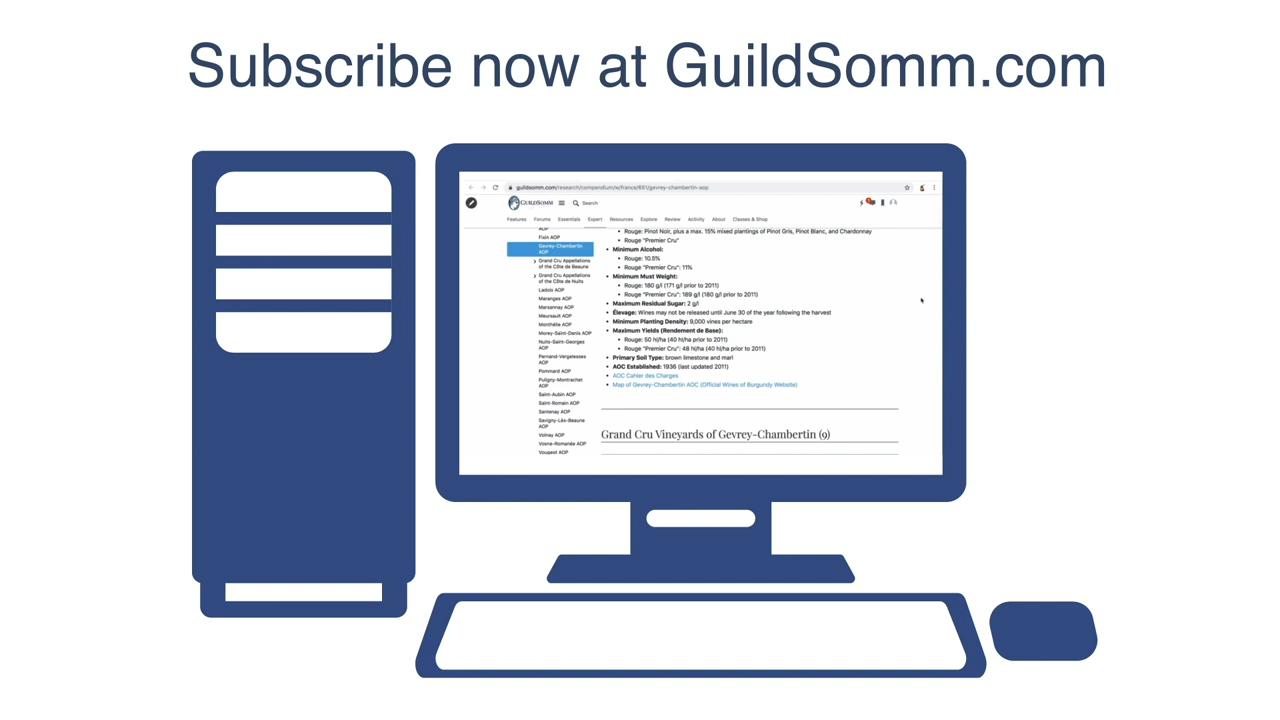 Subscribe now at GuildSomm.com
guildsomm.com/research/compendium/w/france/681/gevrey-chambertin-aop
GUILDSOMM
Search
Features Forums Essentials Expert Resources Explore Review Activity About Classes & Shop
AOP
Fixin AOP
Gevrey-Chambertin
AOP
Grand Cru Appellations
of the Côte de Beaune
Grand Cru Appellations
of the Côte de Nuits
Ladoix AOP
Maranges AOP
Marsannay AOP
Meursault AOP
Monthélie AOP
Morey-Saint-Denis AOP
Nuits-Saint-Georges
AOP
Pernand-Vergelesses
AOP
Pommard AOP
Puligny-Montrachet
AOP
Saint-Aubin AOP
Saint-Romain AOP
Santenay AOP
Savigny-Lès-Beaune
AOP
Volnay AOP
Vosne-Romanée AOP
Vougeot AOP
Rouge: Pinot Noir, plus a max. 15% mixed plantings of Pinot Gris, Pinot Blanc, and Chardonnay
Rouge "Premier Cru"
Minimum Alcohol:
Rouge: 10.5%
Rouge "Premier Cru": 11%
Minimum Must Weight:
Rouge: 180 g/l (171 g/l prior to 2011)
Rouge "Premier Cru": 189 g/l (180 g/l prior to 2011)
Maximum Residual Sugar: 2 g/l
Élevage: Wines may not be released until June 30 of the year following the harvest
Minimum Planting Density: 9,000 vines per hectare
Maximum Yields (Rendement de Base):
Rouge: 50 hl/ha (40 hl/ha prior to 2011)
Rouge "Premier Cru": 48 hl/ha (40 hl/ha prior to 2011)
Primary Soil Type: brown limestone and marl
AOC Established: 1936 (last updated 2011)
AOC Cahier des Charges
Map of Gevrey-Chambertin AOC (Official Wines of Burgundy Website)
Grand Cru Vineyards of Gevrey-Chambertin (9)